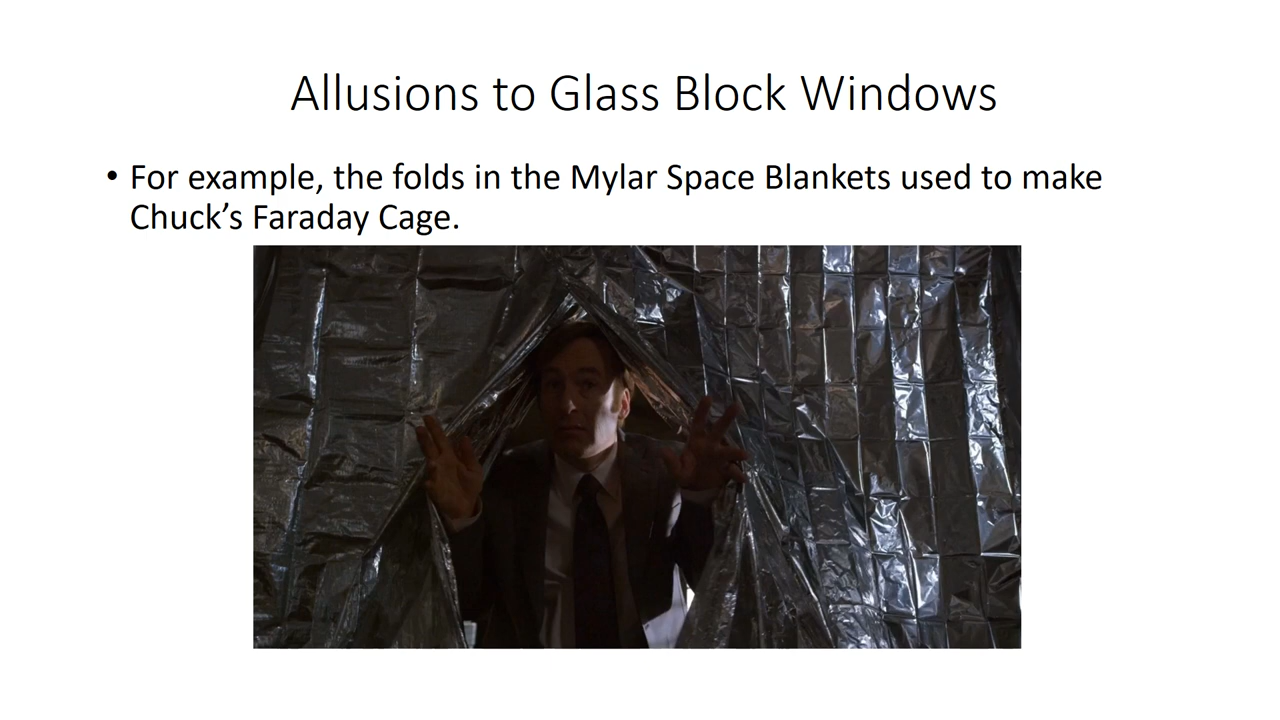 Allusions to Glass Block Windows
• For example, the folds in the Mylar Space Blankets used to make
Chuck’s Faraday Cage.